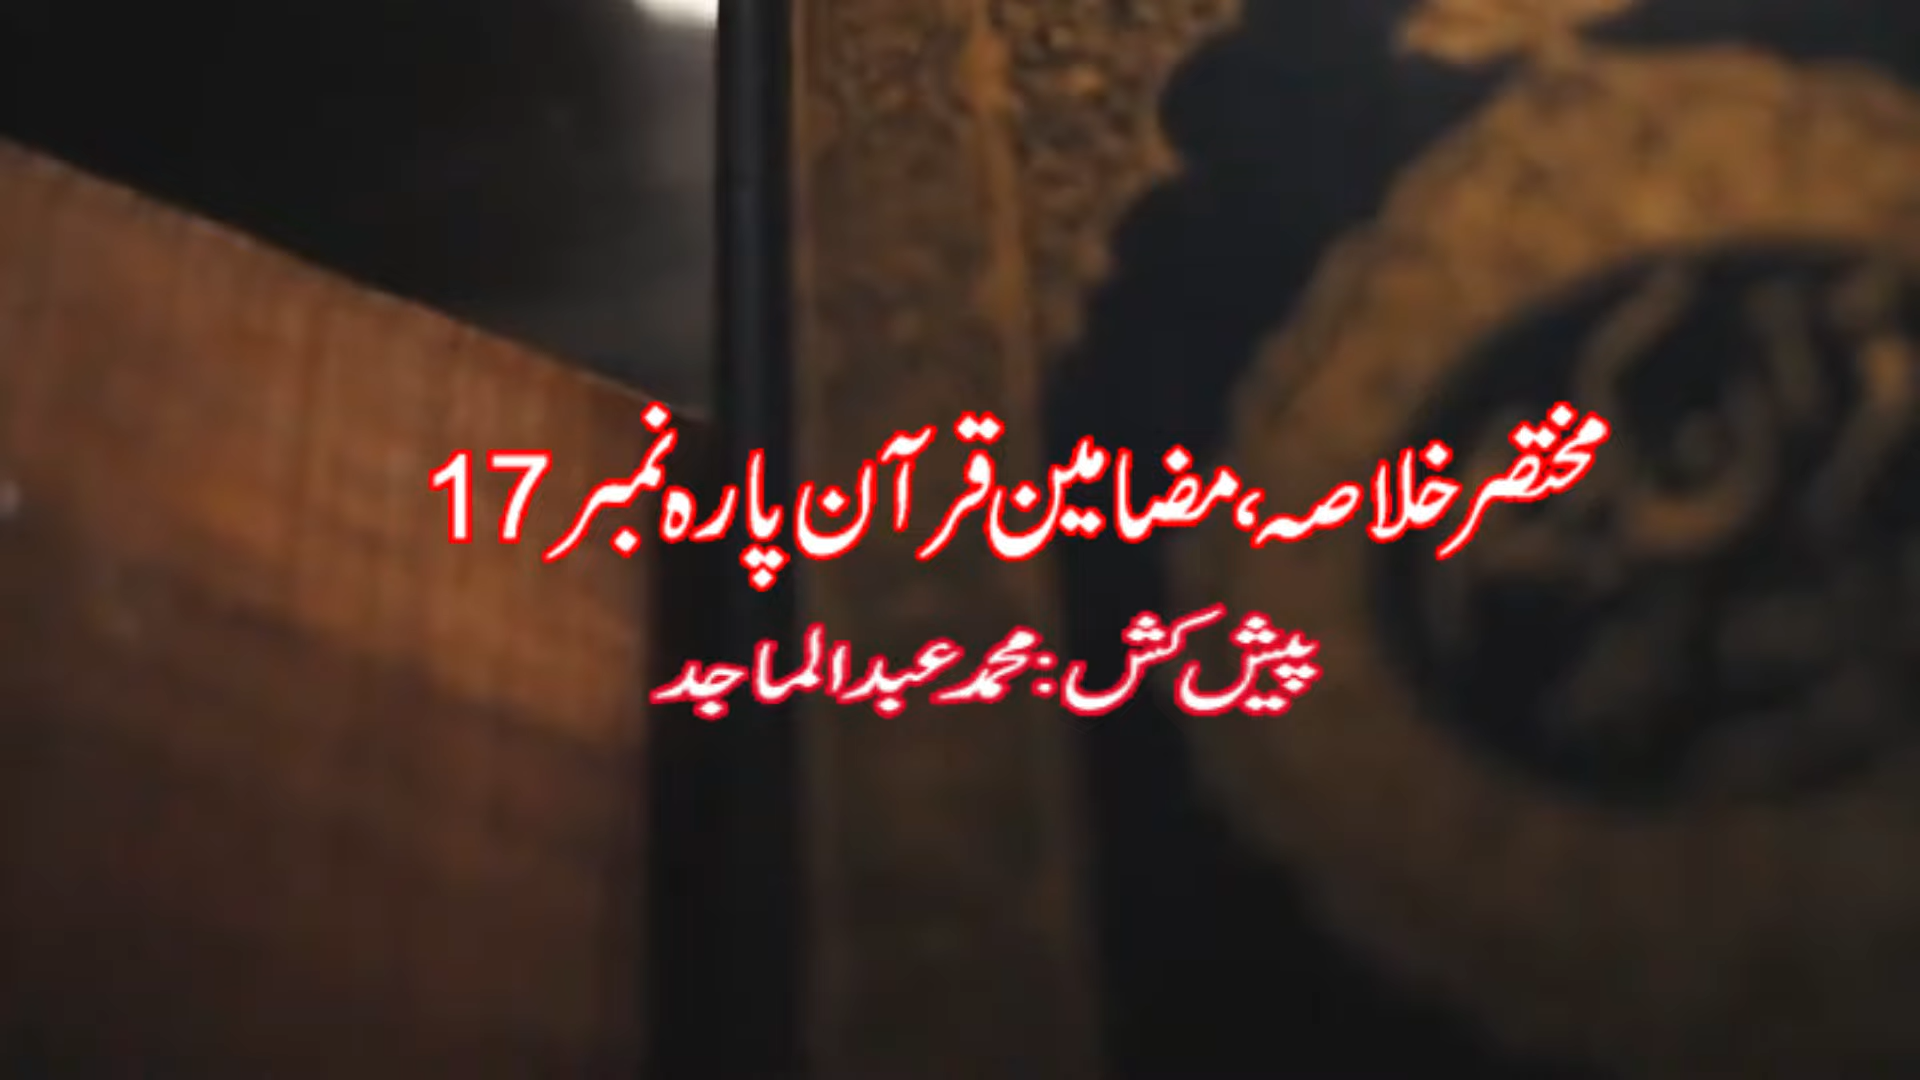 مختصر خلاصہ، مضامین قرآن پارہ نمبر 17
پیش کش : محمد عبدالماجد